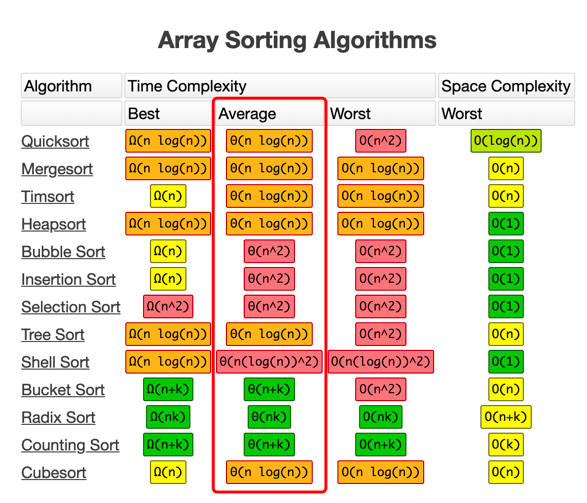 Array Sorting Algorithms
Algorithm Time Complexity Space Complexity
Best Average Worst Worst
Quicksort Ω(n log(n)) θ(n log(n)) O(n^2) O(log(n))
Mergesort Ω(n log(n)) θ(n log(n)) O(n log(n)) O(n)
Timsort Ω(n) θ(n log(n)) O(n log(n)) O(n)
Heapsort Ω(n log(n)) θ(n log(n)) O(n log(n)) O(1)
Bubble Sort Ω(n) θ(n^2) O(n^2) O(1)
Insertion Sort Ω(n) θ(n^2) O(n^2) O(1)
Selection Sort Ω(n^2) θ(n^2) O(n^2) O(1)
Tree Sort Ω(n log(n)) θ(n log(n)) O(n^2) O(n)
Shell Sort Ω(n log(n)) θ(n(log(n))^2) O(n(log(n))^2) O(1)
Bucket Sort Ω(n+k) θ(n+k) O(n^2) O(n)
Radix Sort Ω(nk) θ(nk) O(nk) O(n+k)
Counting Sort Ω(n+k) θ(n+k) O(n+k) O(k)
Cubesort Ω(n) θ(n log(n)) O(n log(n)) O(n)